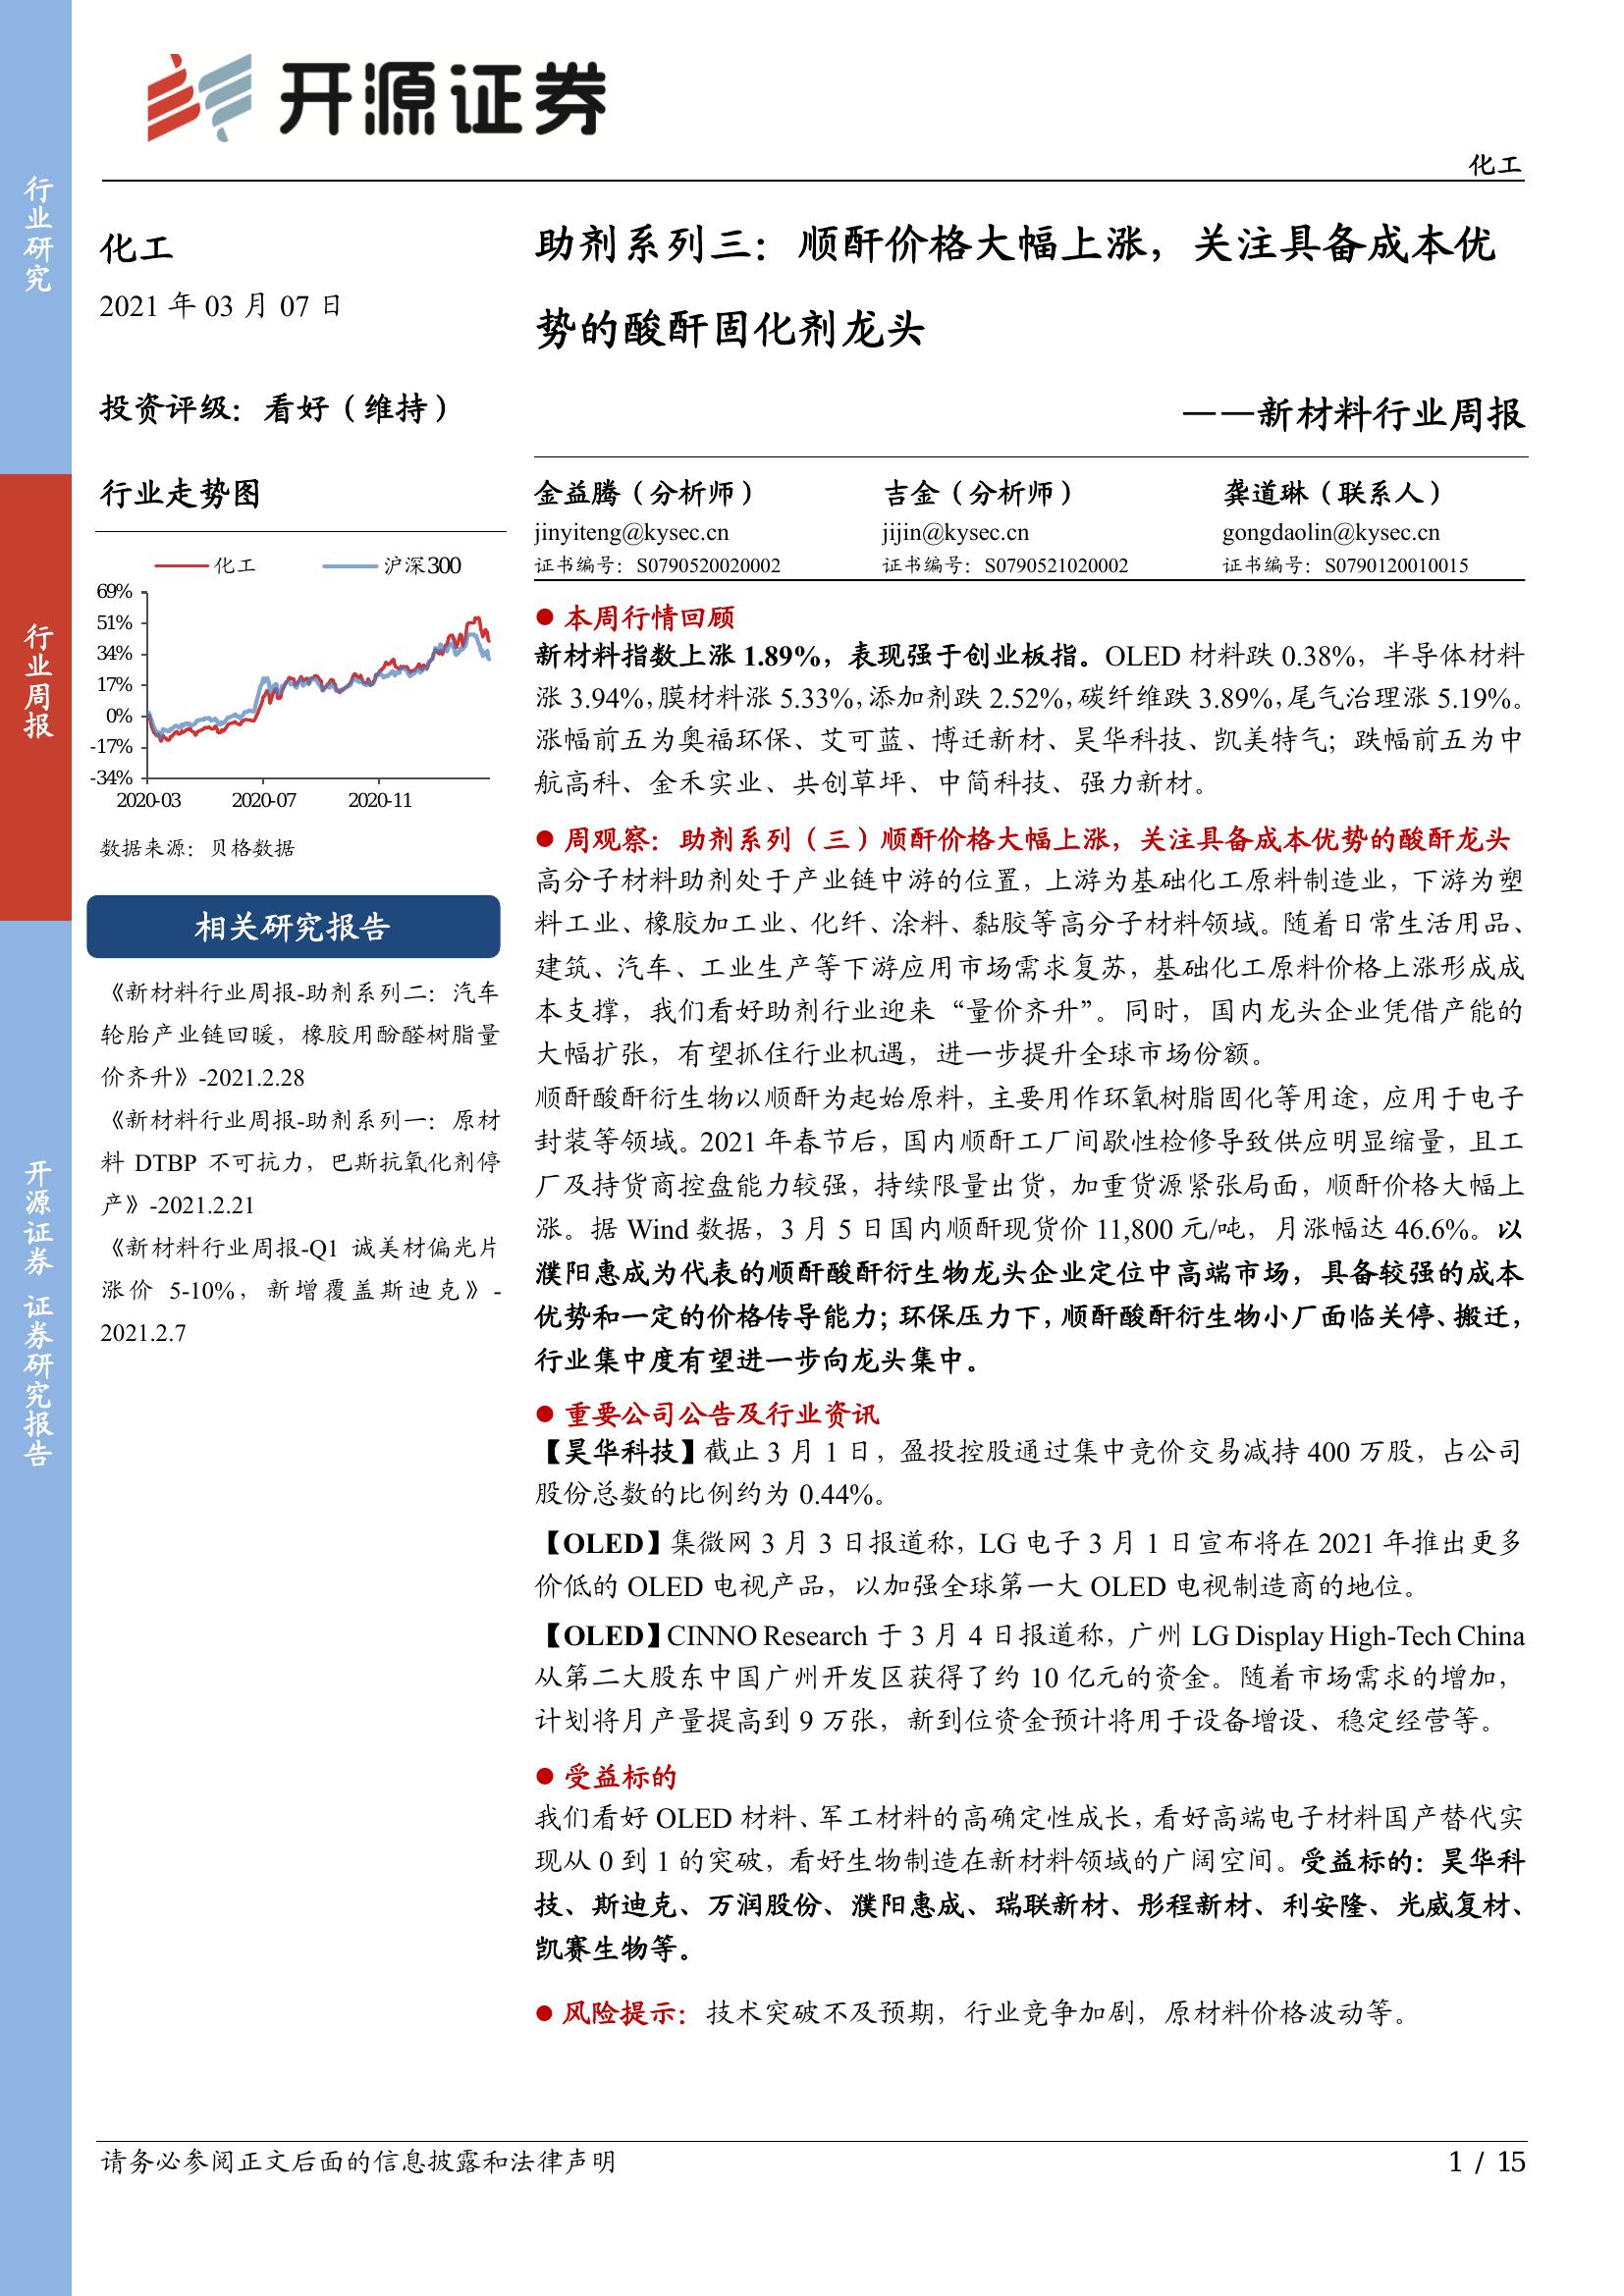 开源证券
化工
行业研究
行业周报
开源证券 证券研究报告
化工
2021 年 03 月 07 日
投资评级：看好（维持）
行业走势图
化工 沪深300
69%
51%
34%
17%
0%
-17%
-34%
2020-03 2020-07 2020-11
数据来源：贝格数据
相关研究报告
《新材料行业周报-助剂系列二：汽车
轮胎产业链回暖，橡胶用酚醛树脂量
价齐升》-2021.2.28
《新材料行业周报-助剂系列一：原材
料 DTBP 不可抗力，巴斯抗氧化剂停
产》-2021.2.21
《新材料行业周报-Q1 诚美材偏光片
涨价 5-10%，新增覆盖斯迪克》-
2021.2.7
助剂系列三：顺酐价格大幅上涨，关注具备成本优
势的酸酐固化剂龙头
——新材料行业周报
金益腾（分析师） 吉金（分析师） 龚道琳（联系人）
jinyiteng@kysec.cn jijin@kysec.cn gongdaolin@kysec.cn
证书编号：S0790520020002 证书编号：S0790521020002 证书编号：S0790120010015
● 本周行情回顾
新材料指数上涨 1.89%，表现强于创业板指。OLED 材料跌 0.38%，半导体材料
涨 3.94%，膜材料涨 5.33%，添加剂跌 2.52%，碳纤维跌 3.89%，尾气治理涨 5.19%。
涨幅前五为奥福环保、艾可蓝、博迁新材、昊华科技、凯美特气；跌幅前五为中
航高科、金禾实业、共创草坪、中简科技、强力新材。
● 周观察：助剂系列（三）顺酐价格大幅上涨，关注具备成本优势的酸酐龙头
高分子材料助剂处于产业链中游的位置，上游为基础化工原料制造业，下游为塑
料工业、橡胶加工业、化纤、涂料、黏胶等高分子材料领域。随着日常生活用品、
建筑、汽车、工业生产等下游应用市场需求复苏，基础化工原料价格上涨形成成
本支撑，我们看好助剂行业迎来“量价齐升”。同时，国内龙头企业凭借产能的
大幅扩张，有望抓住行业机遇，进一步提升全球市场份额。
顺酐酸酐衍生物以顺酐为起始原料，主要用作环氧树脂固化等用途，应用于电子
封装等领域。2021 年春节后，国内顺酐工厂间歇性检修导致供应明显缩量，且工
厂及持货商控盘能力较强，持续限量出货，加重货源紧张局面，顺酐价格大幅上
涨。据 Wind 数据，3 月 5 日国内顺酐现货价 11,800 元/吨，月涨幅达 46.6%。以
濮阳惠成为代表的顺酐酸酐衍生物龙头企业定位中高端市场，具备较强的成本
优势和一定的价格传导能力；环保压力下，顺酐酸酐衍生物小厂面临关停、搬迁，
行业集中度有望进一步向龙头集中。
● 重要公司公告及行业资讯
【昊华科技】截止 3 月 1 日，盈投控股通过集中竞价交易减持 400 万股，占公司
股份总数的比例约为 0.44%。
【OLED】集微网 3 月 3 日报道称，LG 电子 3 月 1 日宣布将在 2021 年推出更多
价低的 OLED 电视产品，以加强全球第一大 OLED 电视制造商的地位。
【OLED】CINNO Research 于 3 月 4 日报道称，广州 LG Display High-Tech China
从第二大股东中国广州开发区获得了约 10 亿元的资金。随着市场需求的增加，
计划将月产量提高到 9 万张，新到位资金预计将用于设备增设、稳定经营等。
● 受益标的
我们看好 OLED 材料、军工材料的高确定性成长，看好高端电子材料国产替代实
现从 0 到 1 的突破，看好生物制造在新材料领域的广阔空间。受益标的：昊华科
技、斯迪克、万润股份、濮阳惠成、瑞联新材、彤程新材、利安隆、光威复材、
凯赛生物等。
● 风险提示：技术突破不及预期，行业竞争加剧，原材料价格波动等。
请务必参阅正文后面的信息披露和法律声明 1 / 15